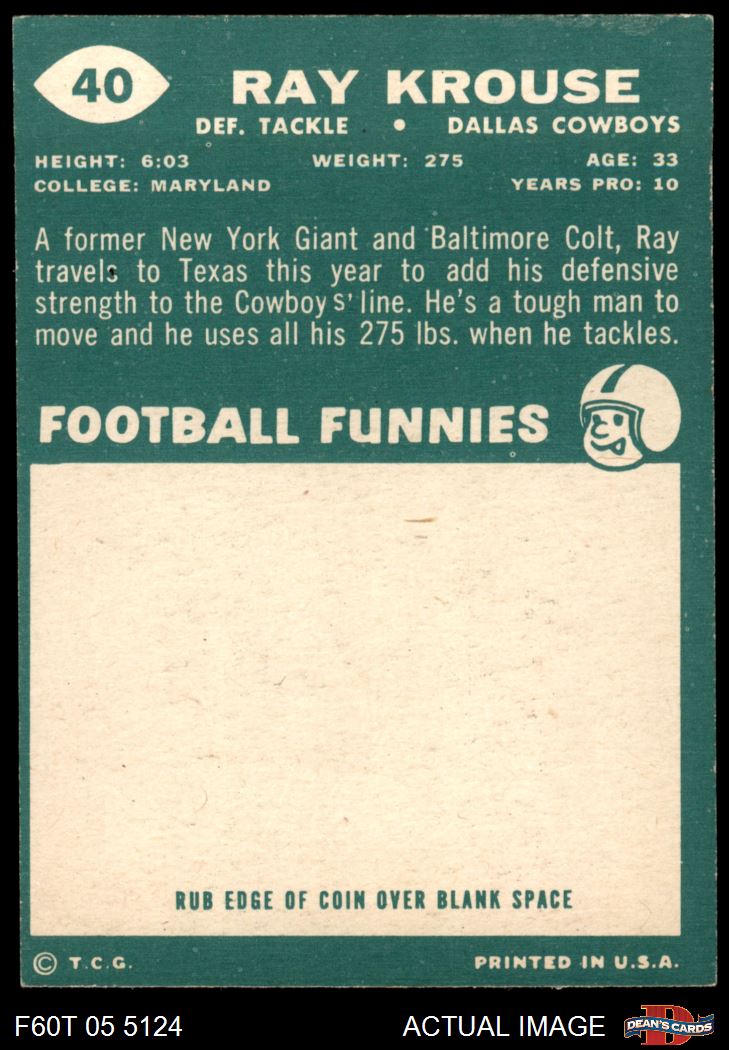 40
RAY KROUSE
DEF. TACKLE • DALLAS COWBOYS
HEIGHT: 6:03 WEIGHT: 275 AGE: 33
COLLEGE: MARYLAND YEARS PRO: 10
A former New York Giant and Baltimore Colt, Ray
travels to Texas this year to add his defensive
strength to the Cowboys' line. He's a tough man to
move and he uses all his 275 lbs. when he tackles.
FOOTBALL FUNNIES
RUB EDGE OF COIN OVER BLANK SPACE
© T.C.G. PRINTED IN U.S.A.
F60T 05 5124 ACTUAL IMAGE D DEAN'S CARDS